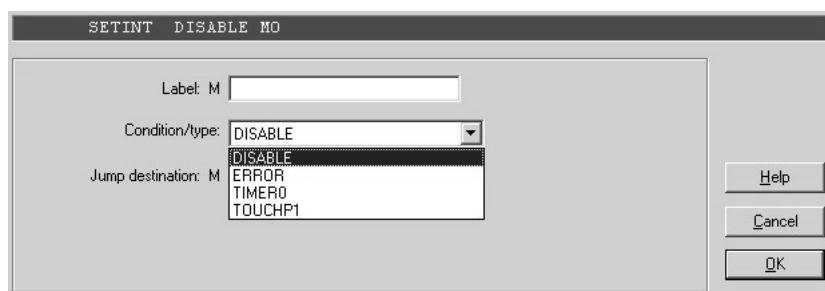 SETINT DISABLE M0
Label: M
Condition/type: DISABLE
DISABLE
Jump destination: M ERROR
TIMER0
TOUCHP1
Help
Cancel
OK